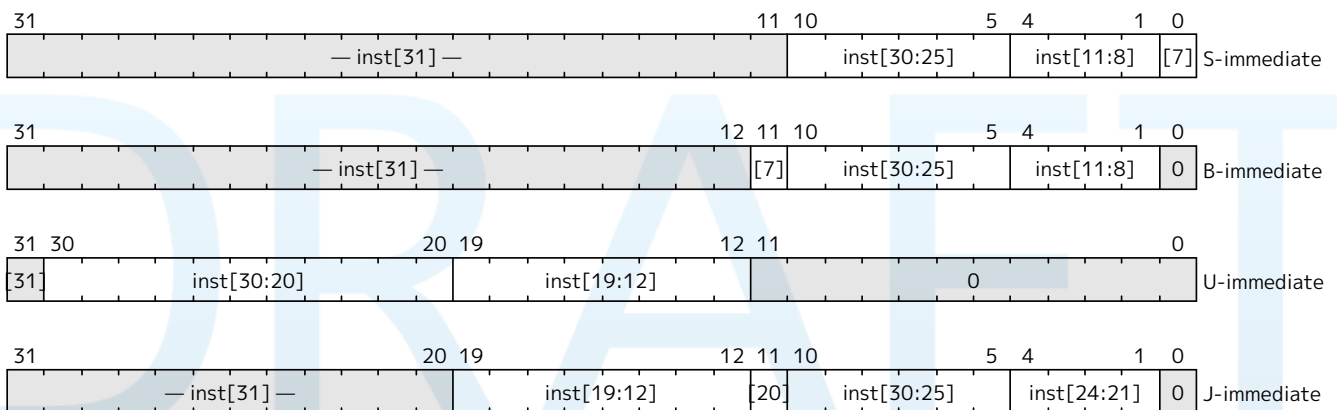 31 11 10 5 4 1 0
— inst[31] — inst[30:25] inst[11:8] [7] S-immediate
31 12 11 10 5 4 1 0
— inst[31] — [7] inst[30:25] inst[11:8] 0 B-immediate
31 30 20 19 12 11 0
[31] inst[30:20] inst[19:12] 0 U-immediate
31 20 19 12 11 10 5 4 1 0
— inst[31] — inst[19:12] [20] inst[30:25] inst[24:21] 0 J-immediate
DRAFT